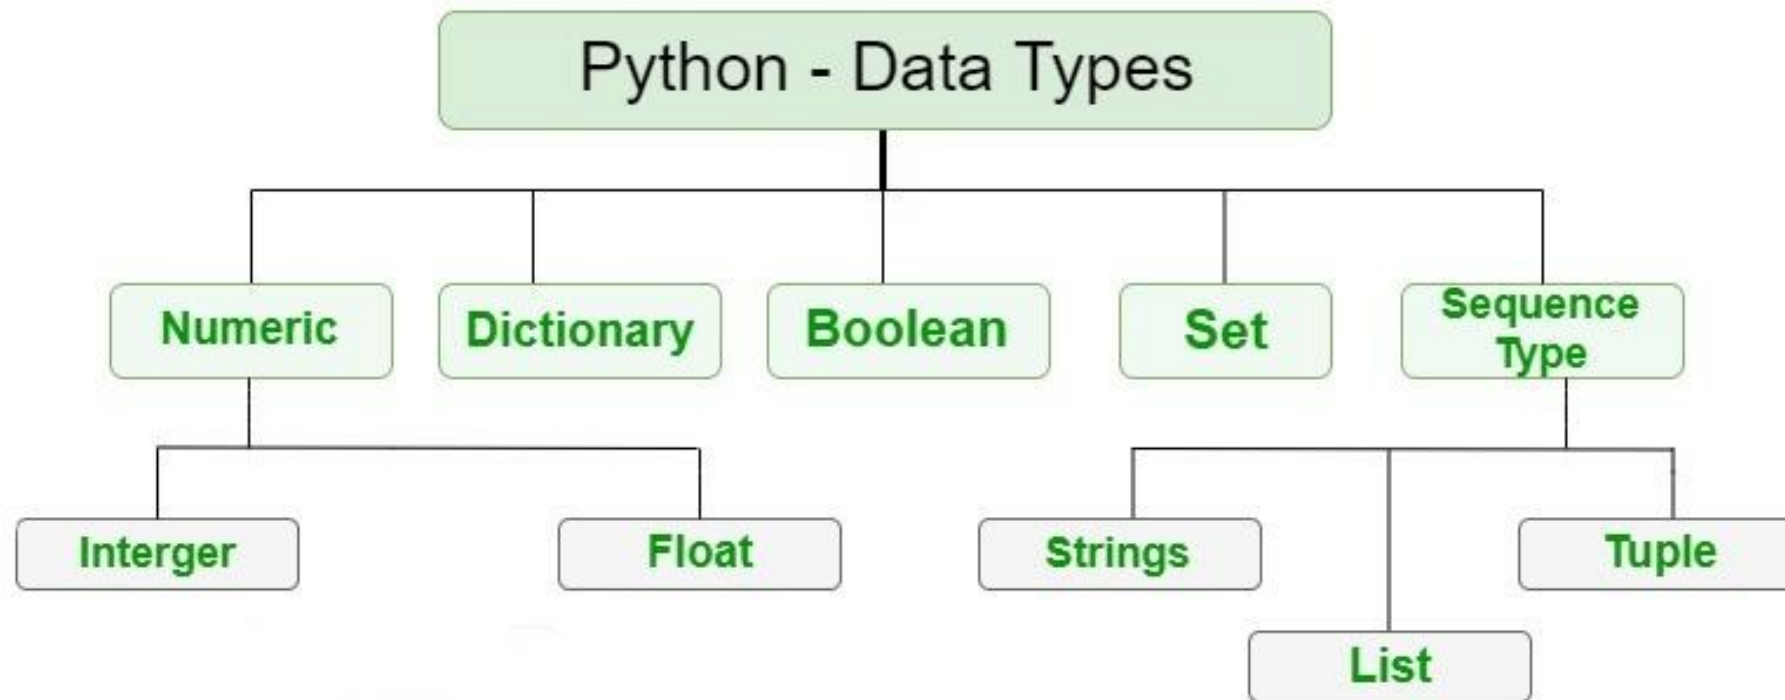 Python - Data Types
Numeric
Dictionary
Boolean
Set
Sequence
Type
Interger
Float
Strings
Tuple
List